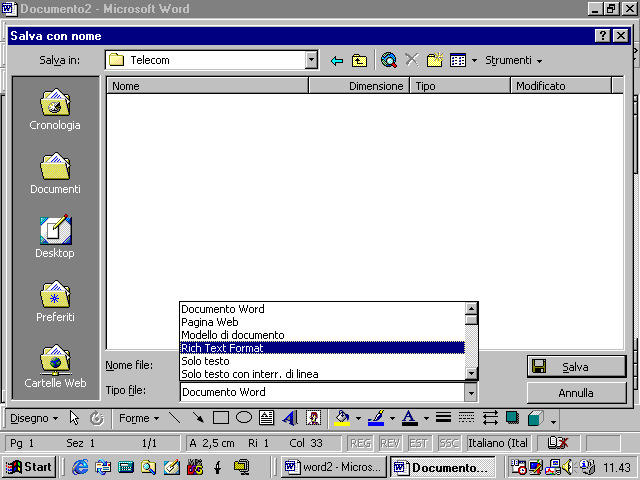 Documento2 - Microsoft Word
Salva con nome
Salva in: Telecom Strumenti
Nome Dimensione Tipo Modificato
Cronologia
Documenti
Desktop
Preferiti
Cartelle Web
Documento Word
Pagina Web
Modello di documento
Rich Text Format
Solo testo
Solo testo con interr. di linea
Nome file:
Salva
Tipo file: Documento Word
Annulla
Disegno Forme
Pg 1 Sez 1 1/1 A 2,5 cm Ri 1 Col 33 REG REV EST SSC Italiano (Ital
Start word2 - Micros... Documento... 11.43